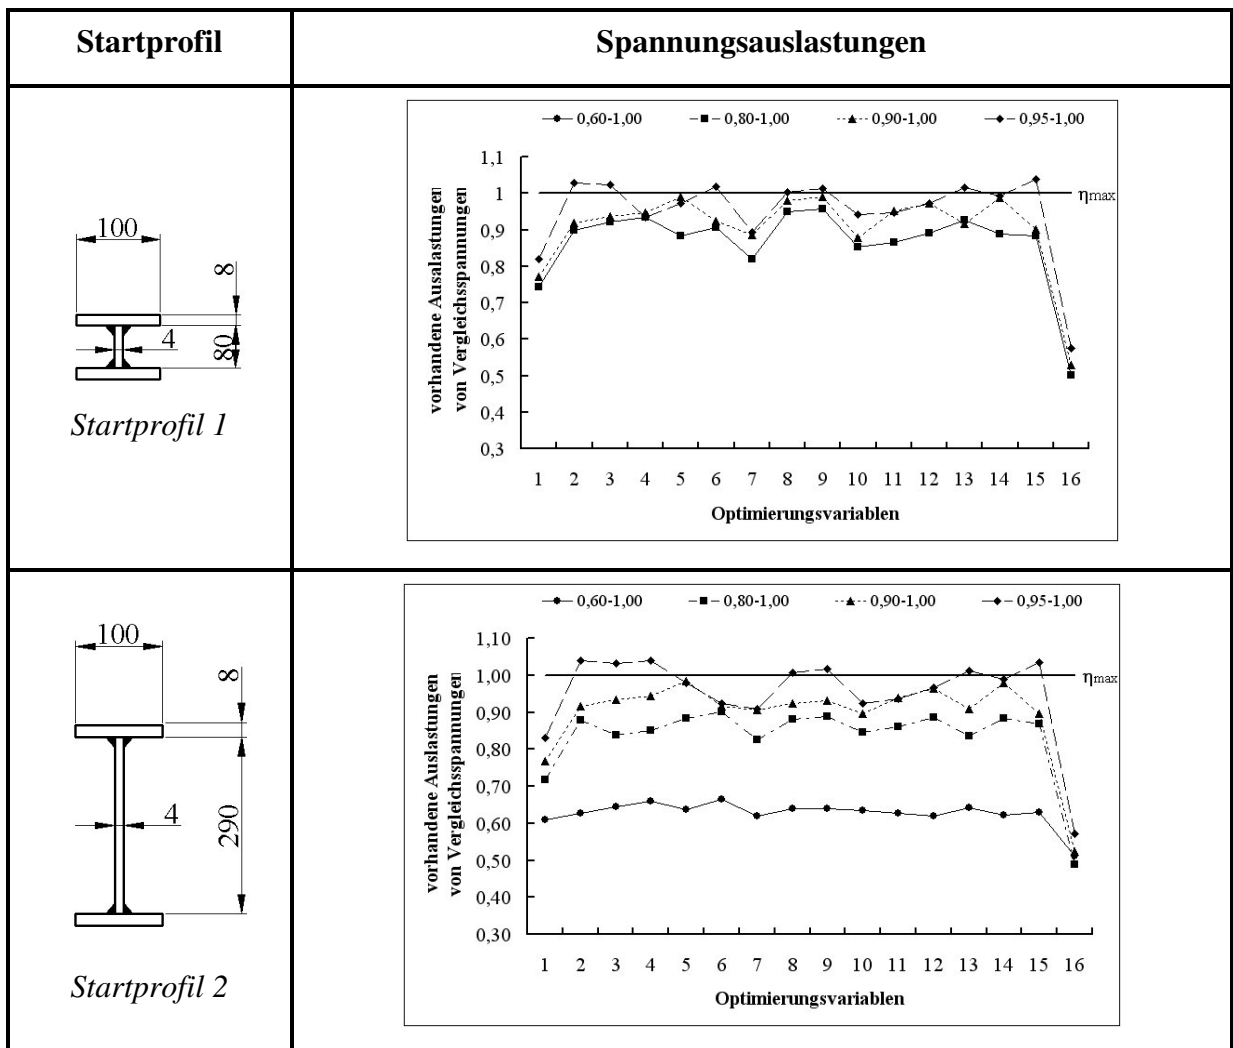 Startprofil
Spannungsauslastungen
100
8
4
80
Startprofil 1
0,60-1,00 0,80-1,00 0,90-1,00 0,95-1,00
vorhandene Ausalastungen
von Vergleichsspannungen
1,1
1
0,9
0,8
0,7
0,6
0,5
0,4
0,3
ηmax
1 2 3 4 5 6 7 8 9 10 11 12 13 14 15 16
Optimierungsvariablen
100
8
4
290
Startprofil 2
0,60-1,00 0,80-1,00 0,90-1,00 0,95-1,00
vorhandene Auslastungen
von Vergleichsspannungen
1,10
1,00
0,90
0,80
0,70
0,60
0,50
0,40
0,30
ηmax
1 2 3 4 5 6 7 8 9 10 11 12 13 14 15 16
Optimierungsvariablen